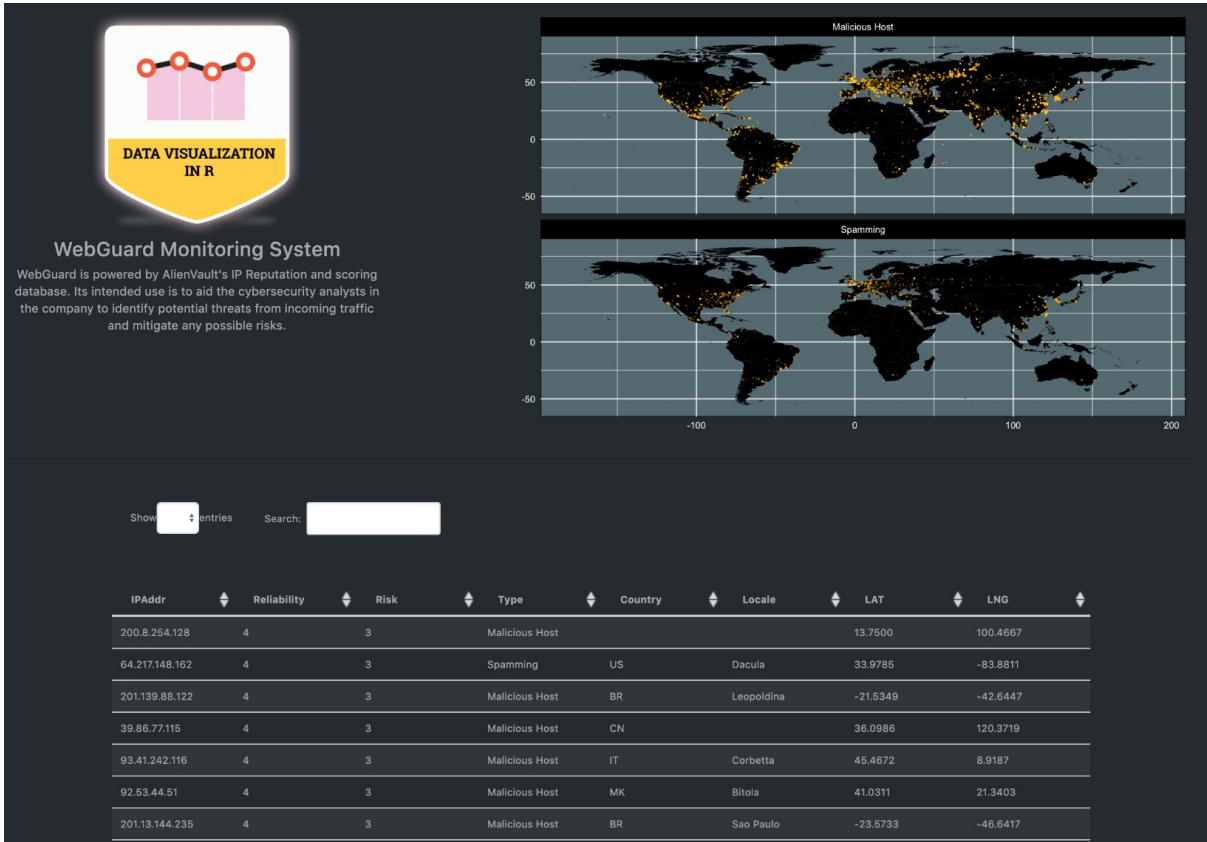 DATA VISUALIZATION
IN R
WebGuard Monitoring System
WebGuard is powered by AlienVault's IP Reputation and scoring
database. Its intended use is to aid the cybersecurity analysts in
the company to identify potential threats from incoming traffic
and mitigate any possible risks.
Malicious Host
50
0
-50
Spamming
50
0
-50
-100 0 100 200
Show entries Search:
IPAddr Reliability Risk Type Country Locale LAT LNG
200.8.254.128 4 3 Malicious Host 13.7500 100.4667
64.217.148.162 4 3 Spamming US Dacula 33.9785 -83.8811
201.139.88.122 4 3 Malicious Host BR Leopoldina -21.5349 -42.6447
39.86.77.115 4 3 Malicious Host CN 36.0986 120.3719
93.41.242.116 4 3 Malicious Host IT Corbetta 45.4672 8.9187
92.53.44.51 4 3 Malicious Host MK Bitola 41.0311 21.3403
201.13.144.235 4 3 Malicious Host BR Sao Paulo -23.5733 -46.6417